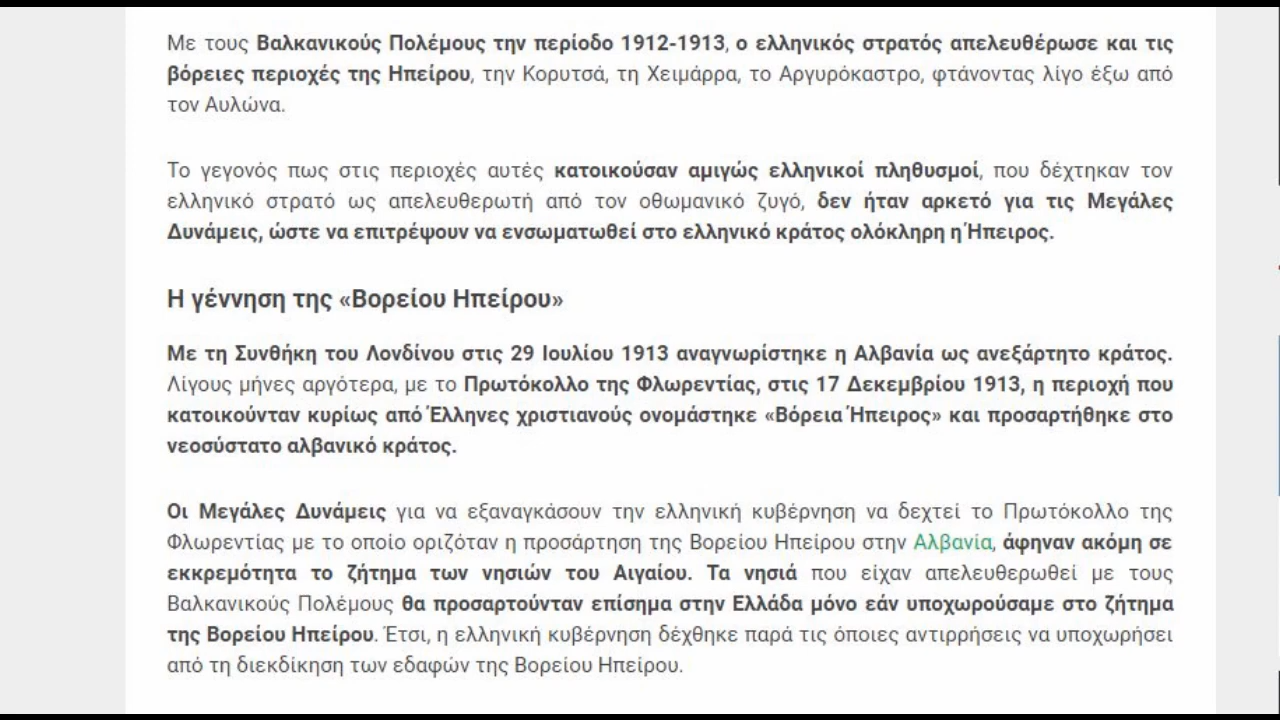 Με τους Βαλκανικούς Πολέμους την περίοδο 1912-1913, ο ελληνικός στρατός απελευθέρωσε και τις
βόρειες περιοχές της Ηπείρου, την Κορυτσά, τη Χειμάρρα, το Αργυρόκαστρο, φτάνοντας λίγο έξω από
τον Αυλώνα.
Το γεγονός πως στις περιοχές αυτές κατοικούσαν αμιγώς ελληνικοί πληθυσμοί, που δέχτηκαν τον
ελληνικό στρατό ως απελευθερωτή από τον οθωμανικό ζυγό, δεν ήταν αρκετό για τις Μεγάλες
Δυνάμεις, ώστε να επιτρέψουν να ενσωματωθεί στο ελληνικό κράτος ολόκληρη η Ήπειρος.
Η γέννηση της «Βορείου Ηπείρου»
Με τη Συνθήκη του Λονδίνου στις 29 Ιουλίου 1913 αναγνωρίστηκε η Αλβανία ως ανεξάρτητο κράτος.
Λίγους μήνες αργότερα, με το Πρωτόκολλο της Φλωρεντίας, στις 17 Δεκεμβρίου 1913, η περιοχή που
κατοικούνταν κυρίως από Έλληνες χριστιανούς ονομάστηκε «Βόρεια Ήπειρος» και προσαρτήθηκε στο
νεοσύστατο αλβανικό κράτος.
Οι Μεγάλες Δυνάμεις για να εξαναγκάσουν την ελληνική κυβέρνηση να δεχτεί το Πρωτόκολλο της
Φλωρεντίας με το οποίο οριζόταν η προσάρτηση της Βορείου Ηπείρου στην Αλβανία, άφηναν ακόμη σε
εκκρεμότητα το ζήτημα των νησιών του Αιγαίου. Τα νησιά που είχαν απελευθερωθεί με τους
Βαλκανικούς Πολέμους θα προσαρτούνταν επίσημα στην Ελλάδα μόνο εάν υποχωρούσαμε στο ζήτημα
της Βορείου Ηπείρου. Έτσι, η ελληνική κυβέρνηση δέχθηκε παρά τις όποιες αντιρρήσεις να υποχωρήσει
από τη διεκδίκηση των εδαφών της Βορείου Ηπείρου.